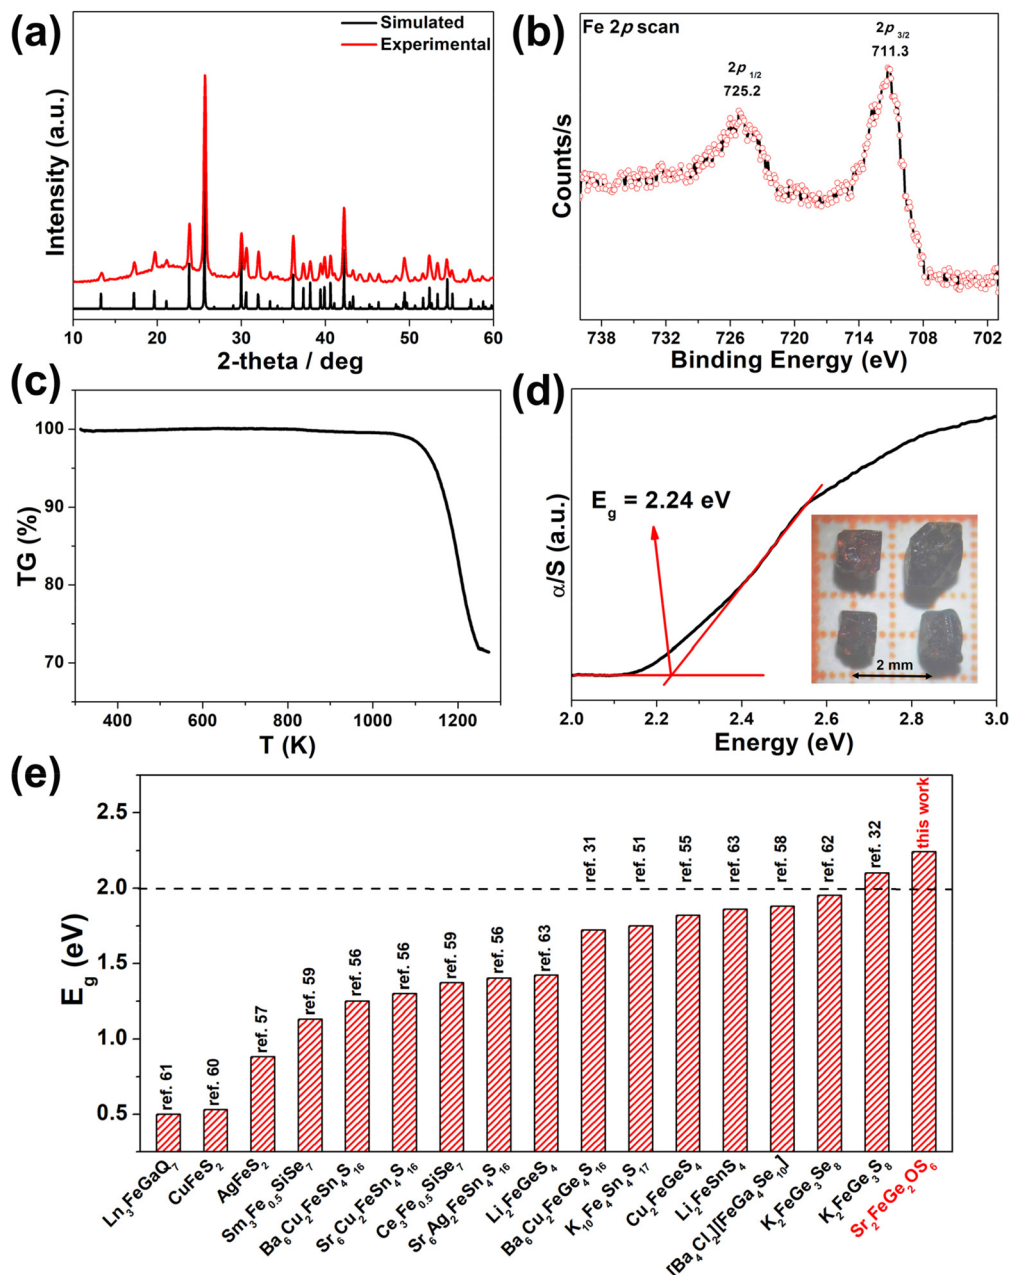 (a)
Simulated
Experimental
Intensity (a.u.)
10 20 30 40 50 60
2-theta / deg
(b)
Fe 2p scan
2p 3/2
711.3
2p 1/2
725.2
Counts/s
738 732 726 720 714 708 702
Binding Energy (eV)
(c)
100
90
80
70
TG (%)
400 600 800 1000 1200
T (K)
(d)
Eg = 2.24 eV
α/S (a.u.)
2 mm
2.0 2.2 2.4 2.6 2.8 3.0
Energy (eV)
(e)
2.5
2.0
1.5
1.0
0.5
Eg (eV)
ref. 61
ref. 60
ref. 57
ref. 59
ref. 56
ref. 56
ref. 59
ref. 56
ref. 63
ref. 31
ref. 51
ref. 55
ref. 63
ref. 58
ref. 62
ref. 32
this work
Ln3FeGaQ7
CuFeS2
AgFeS2
Sm3Fe0.5SiSe7
Ba6Cu2FeSn4S16
Sr6Cu2FeSn4S16
Ce3Fe0.5SiSe7
Sr6Ag2FeSn4S16
Li2FeGeS4
Ba6Cu2FeGe4S16
K10Fe4Sn4S17
Cu2FeGeS4
Li2FeSnS4
[Ba4Cl2][FeGa4Se10]
K2FeGe3Se8
K2FeGe3S8
Sr2FeGe2OS6